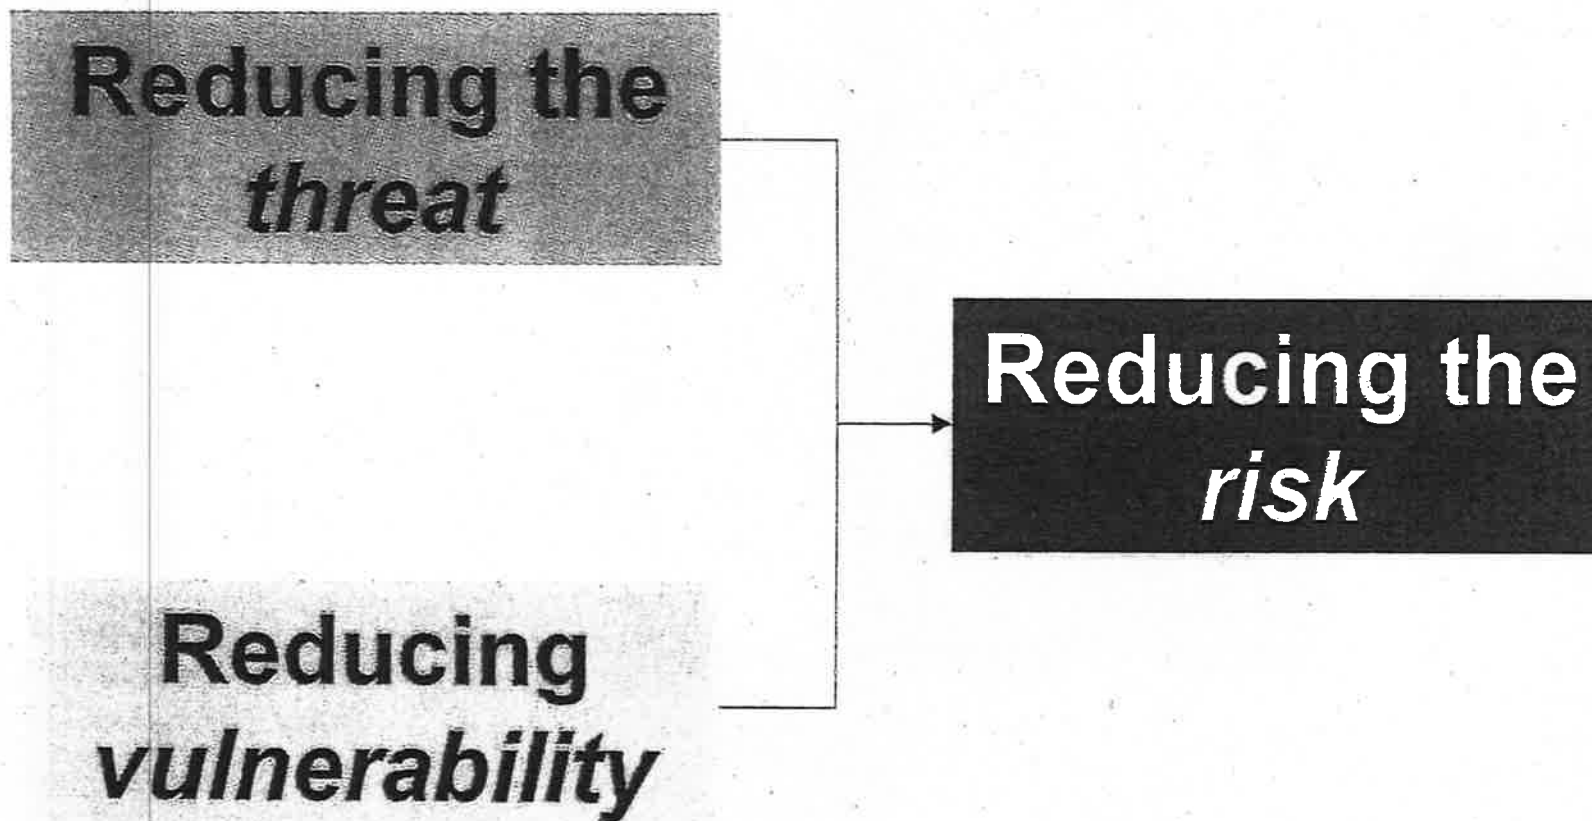 Reducing the
threat
Reducing the
risk
Reducing
vulnerability